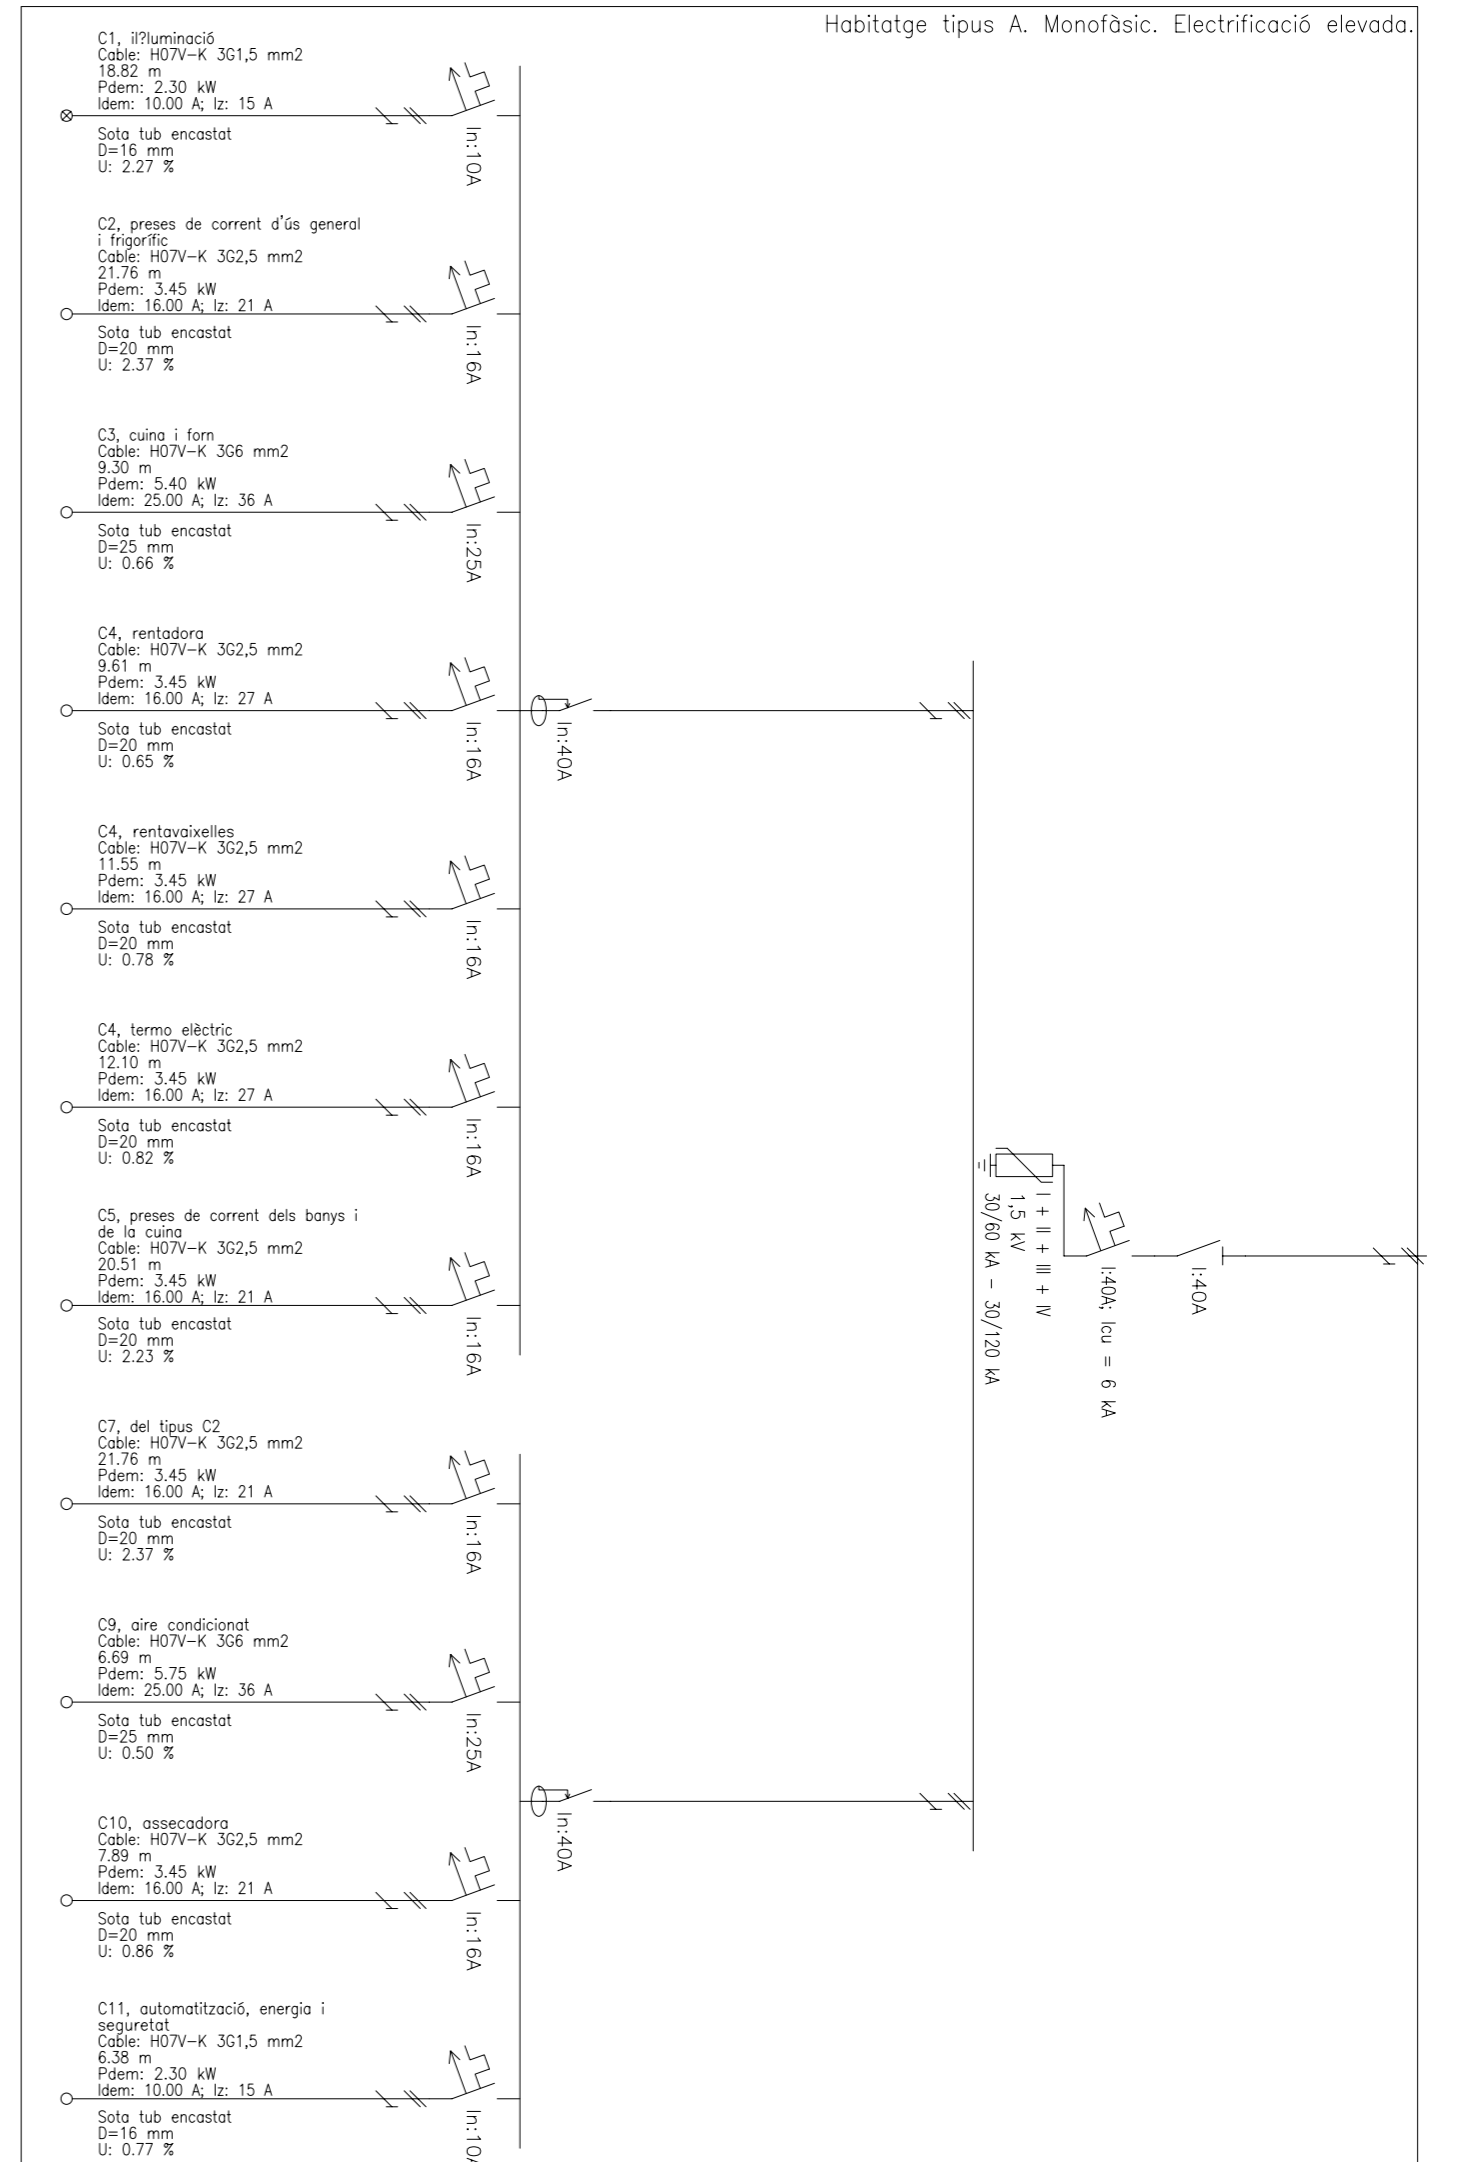 Habitatge tipus A. Monofàsic. Electrificació elevada.
C1, il?luminació
Cable: H07V-K 3G1,5 mm2
18.82 m
Pdem: 2.30 kW
Idem: 10.00 A; Iz: 15 A
Sota tub encastat
D=16 mm
U: 2.27 %
In:10A
C2, preses de corrent d'ús general
i frigorífic
Cable: H07V-K 3G2,5 mm2
21.76 m
Pdem: 3.45 kW
Idem: 16.00 A; Iz: 21 A
Sota tub encastat
D=20 mm
U: 2.37 %
In:16A
C3, cuina i forn
Cable: H07V-K 3G6 mm2
9.30 m
Pdem: 5.40 kW
Idem: 25.00 A; Iz: 36 A
Sota tub encastat
D=25 mm
U: 0.66 %
In:25A
C4, rentadora
Cable: H07V-K 3G2,5 mm2
9.61 m
Pdem: 3.45 kW
Idem: 16.00 A; Iz: 27 A
Sota tub encastat
D=20 mm
U: 0.65 %
In:16A
In:40A
C4, rentavaixelles
Cable: H07V-K 3G2,5 mm2
11.55 m
Pdem: 3.45 kW
Idem: 16.00 A; Iz: 27 A
Sota tub encastat
D=20 mm
U: 0.78 %
In:16A
C4, termo elèctric
Cable: H07V-K 3G2,5 mm2
12.10 m
Pdem: 3.45 kW
Idem: 16.00 A; Iz: 27 A
Sota tub encastat
D=20 mm
U: 0.82 %
In:16A
C5, preses de corrent dels banys i
de la cuina
Cable: H07V-K 3G2,5 mm2
20.51 m
Pdem: 3.45 kW
Idem: 16.00 A; Iz: 21 A
Sota tub encastat
D=20 mm
U: 2.23 %
In:16A
I + II + III + IV
1,5 kV
30/60 kA - 30/120 kA
I:40A; Icu = 6 kA
I:40A
C7, del tipus C2
Cable: H07V-K 3G2,5 mm2
21.76 m
Pdem: 3.45 kW
Idem: 16.00 A; Iz: 21 A
Sota tub encastat
D=20 mm
U: 2.37 %
In:16A
C9, aire condicionat
Cable: H07V-K 3G6 mm2
6.69 m
Pdem: 5.75 kW
Idem: 25.00 A; Iz: 36 A
Sota tub encastat
D=25 mm
U: 0.50 %
In:25A
In:40A
C10, assecadora
Cable: H07V-K 3G2,5 mm2
7.89 m
Pdem: 3.45 kW
Idem: 16.00 A; Iz: 21 A
Sota tub encastat
D=20 mm
U: 0.86 %
In:16A
C11, automatització, energia i
seguretat
Cable: H07V-K 3G1,5 mm2
6.38 m
Pdem: 2.30 kW
Idem: 10.00 A; Iz: 15 A
Sota tub encastat
D=16 mm
U: 0.77 %
In:10A